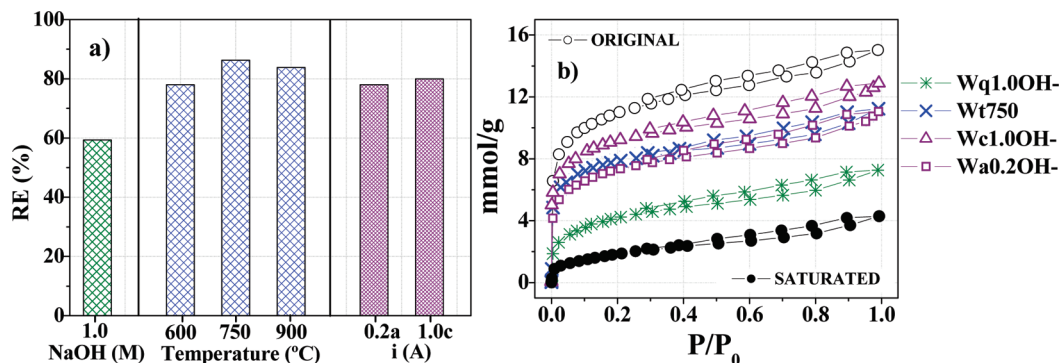 a)
RE (%)
100
80
60
40
20
0
1.0
600
750
900
0.2a
1.0c
NaOH (M)
Temperature (ºC)
i (A)
b)
mmol/g
16
12
8
4
0
ORIGINAL
SATURATED
0.0
0.2
0.4
0.6
0.8
1.0
P/P0
Wq1.0OH-
Wt750
Wc1.0OH-
Wa0.2OH-